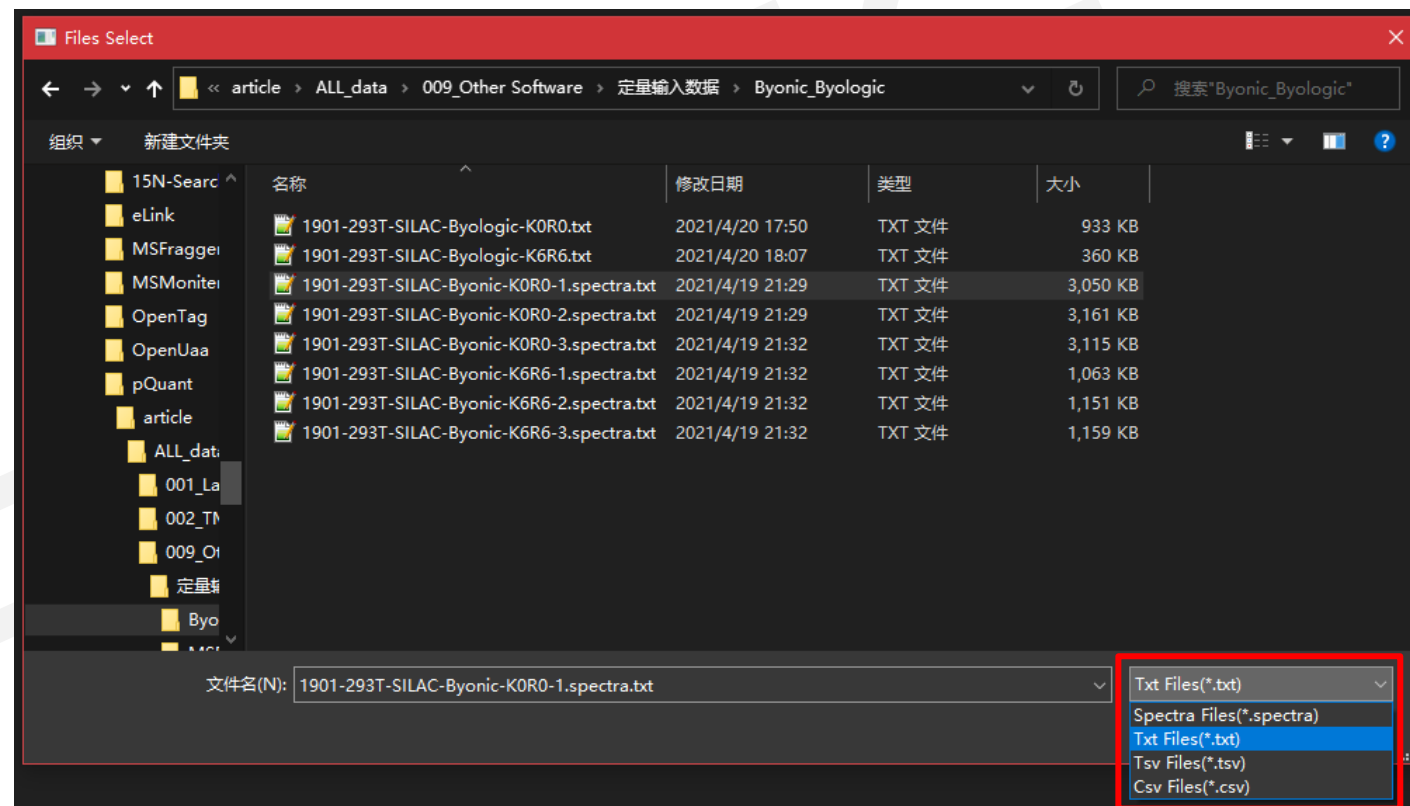 Files Select
« article › ALL_data › 009_Other Software › 定量输入数据 › Byonic_Byologic
搜索"Byonic_Byologic"
组织
新建文件夹
15N-Searc
eLink
MSFragger
MSMoniter
OpenTag
OpenUaa
pQuant
article
ALL_data
001_La
002_TM
009_Ot
定量输
Byo
名称 修改日期 类型 大小
1901-293T-SILAC-Byologic-K0R0.txt 2021/4/20 17:50 TXT 文件 933 KB
1901-293T-SILAC-Byologic-K6R6.txt 2021/4/20 18:07 TXT 文件 360 KB
1901-293T-SILAC-Byonic-K0R0-1.spectra.txt 2021/4/19 21:29 TXT 文件 3,050 KB
1901-293T-SILAC-Byonic-K0R0-2.spectra.txt 2021/4/19 21:29 TXT 文件 3,161 KB
1901-293T-SILAC-Byonic-K0R0-3.spectra.txt 2021/4/19 21:32 TXT 文件 3,115 KB
1901-293T-SILAC-Byonic-K6R6-1.spectra.txt 2021/4/19 21:32 TXT 文件 1,063 KB
1901-293T-SILAC-Byonic-K6R6-2.spectra.txt 2021/4/19 21:32 TXT 文件 1,151 KB
1901-293T-SILAC-Byonic-K6R6-3.spectra.txt 2021/4/19 21:32 TXT 文件 1,159 KB
文件名(N): 1901-293T-SILAC-Byonic-K0R0-1.spectra.txt
Txt Files(*.txt)
Spectra Files(*.spectra)
Txt Files(*.txt)
Tsv Files(*.tsv)
Csv Files(*.csv)